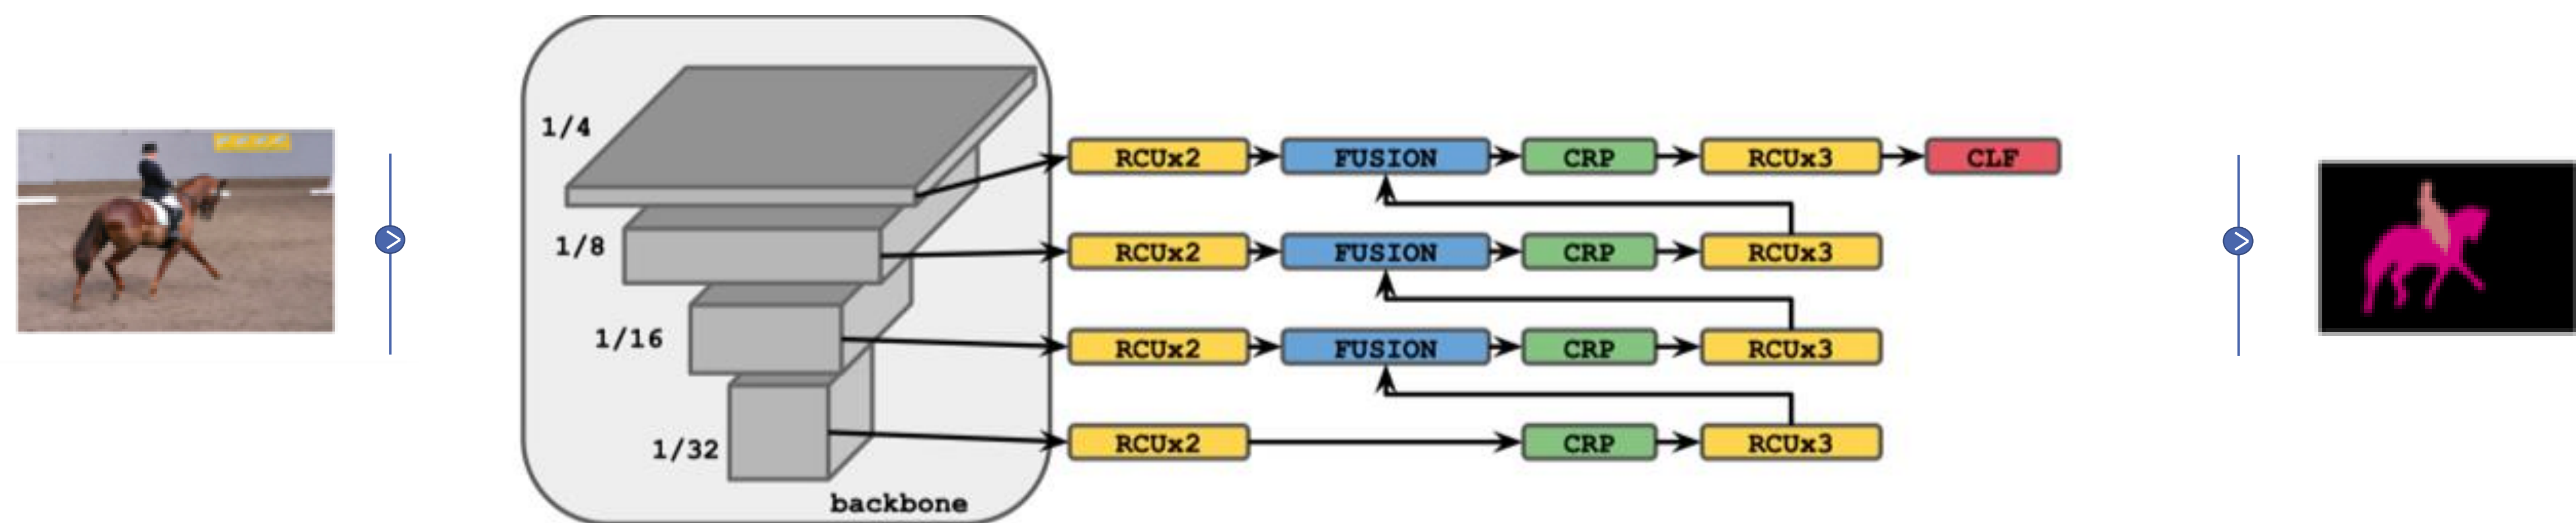 1/4
RCUx2 FUSION CRP RCUx3 CLF
1/8
RCUx2 FUSION CRP RCUx3
1/16
RCUx2 FUSION CRP RCUx3
1/32
RCUx2 CRP RCUx3
backbone